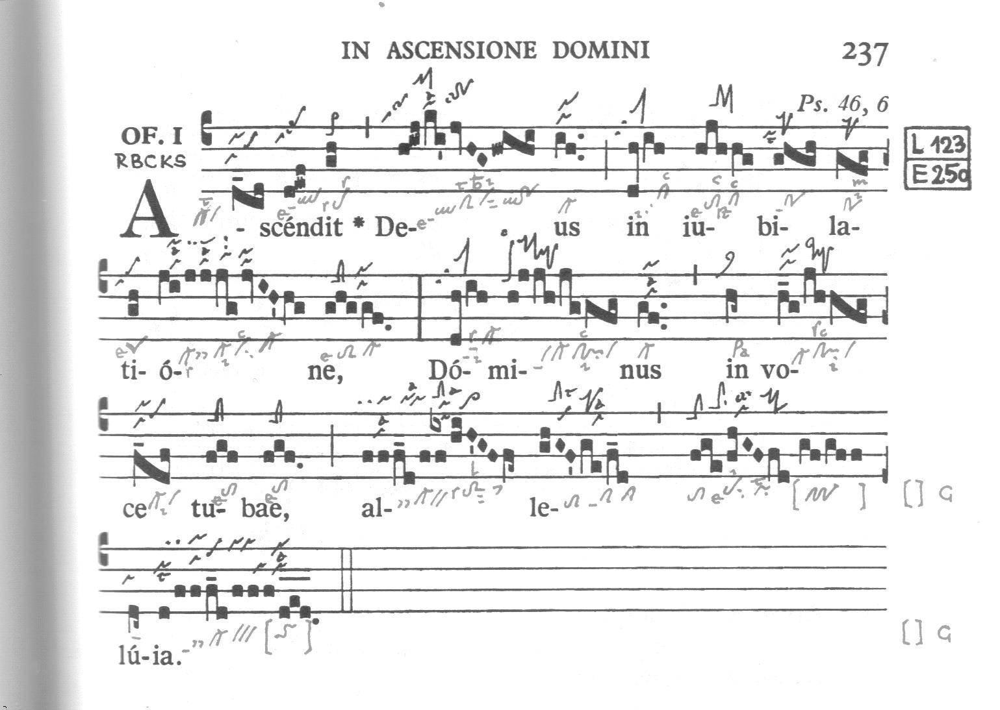 IN ASCENSIONE DOMINI 237
Ps. 46, 6
OF. I
RBCKS
L 123
E 250
A - scéndit * De- us in iu- bi- la-
ti- ó- ne, Dó- mi- nus in vo-
ce tu- bae, al- le-
[] G
lú-ia.
[] G